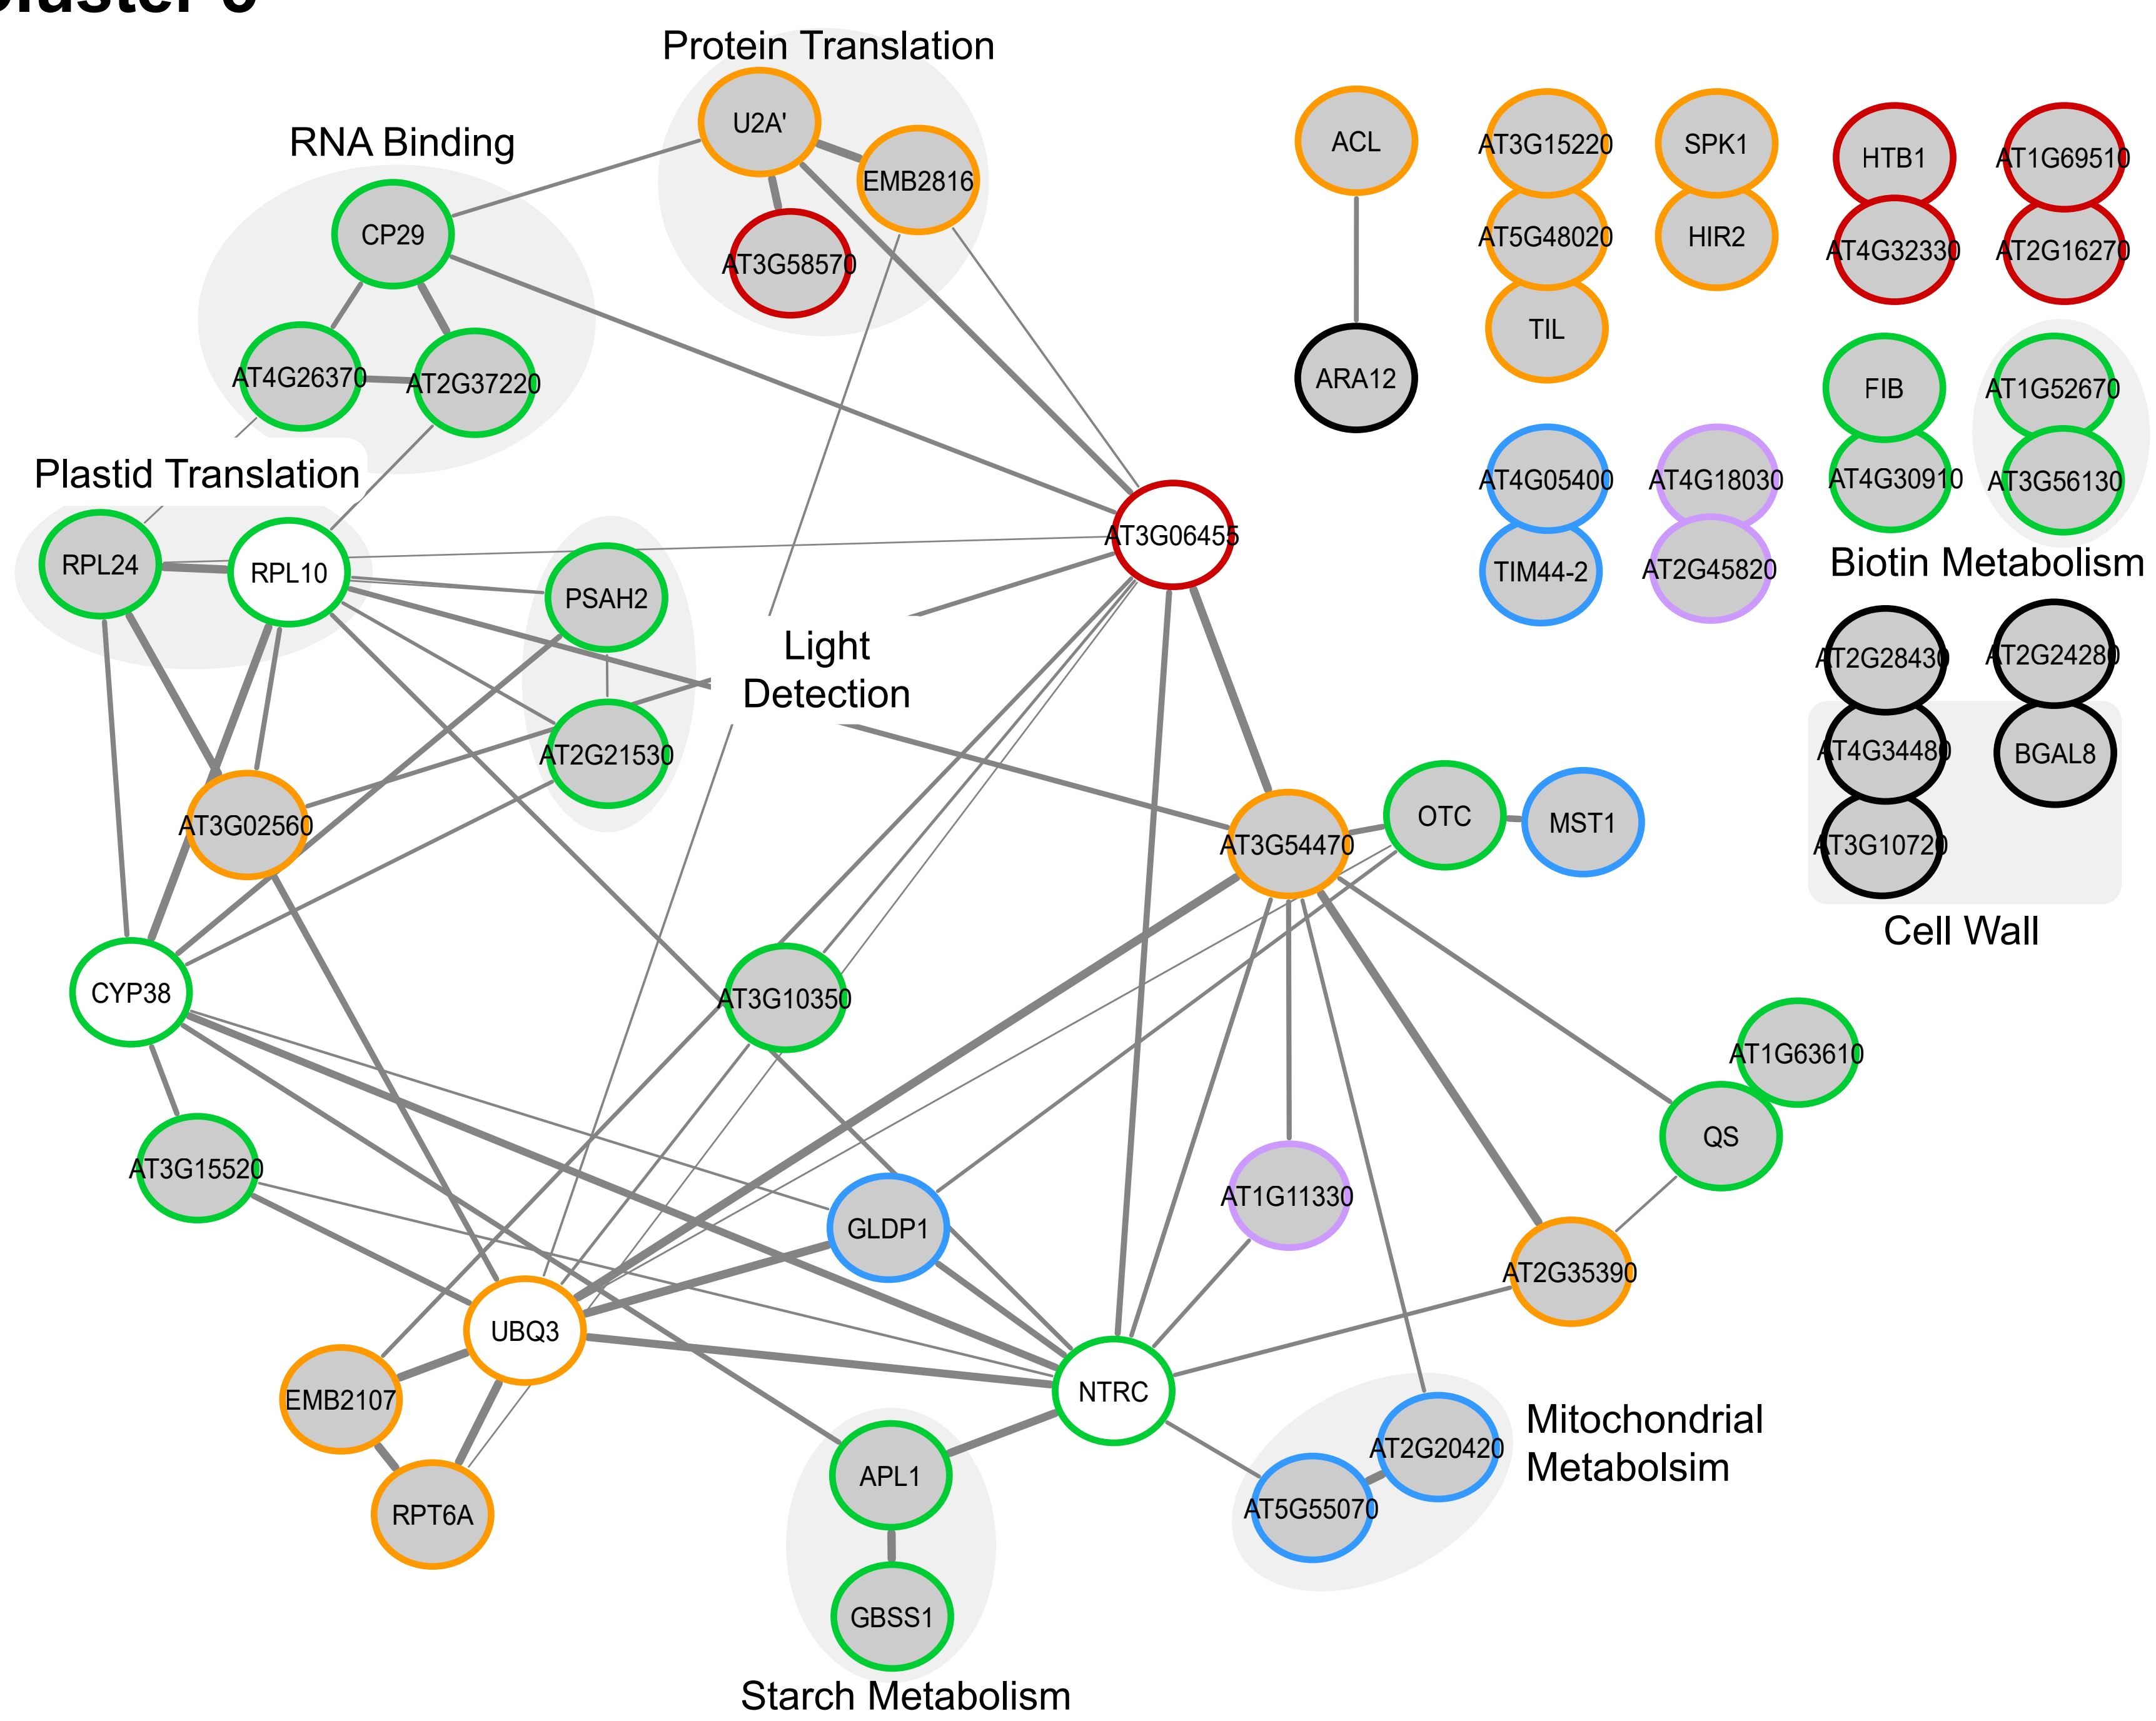 Protein Translation
U2A'
EMB2816
AT3G58570
RNA Binding
CP29
AT4G26370
AT2G37220
Plastid Translation
RPL24
RPL10
PSAH2
AT2G21530
Light
Detection
AT3G06455
AT3G02560
CYP38
AT3G10350
AT3G15520
GLDP1
UBQ3
EMB2107
RPT6A
NTRC
APL1
GBSS1
Starch Metabolism
AT3G54470
OTC
MST1
AT1G11330
AT1G63610
QS
AT2G35390
AT2G20420
AT5G55070
Mitochondrial
Metabolsim
ACL
ARA12
AT3G15220
AT5G48020
TIL
SPK1
HIR2
HTB1
AT4G32330
AT1G69510
AT2G16270
AT4G05400
TIM44-2
AT4G18030
AT2G45820
FIB
AT4G30910
AT1G52670
AT3G56130
Biotin Metabolism
AT2G28430
AT4G34480
AT3G10720
AT2G24280
BGAL8
Cell Wall